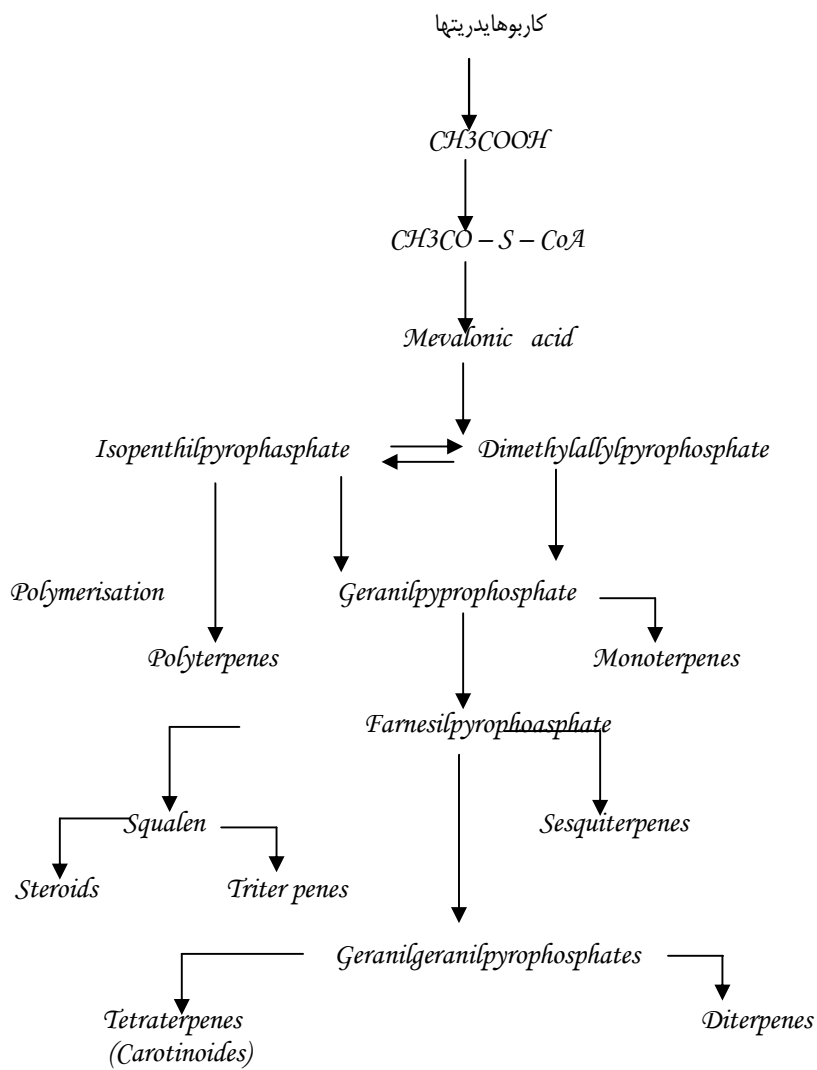 کاربوهایدریتها
CH3COOH
CH3CO – S – CoA
Mevalonic acid
Isopenthilpyrophasphate Dimethylallylpyrophosphate
Polymerisation Geranilpyprophosphate
Polyterpenes Monoterpenes
Farnesilpyrophoasphate
Squalen Sesquiterpenes
Steroids Triter penes
Geranilgeranilpyrophosphates
Tetraterpenes Diterpenes
(Carotinoides)